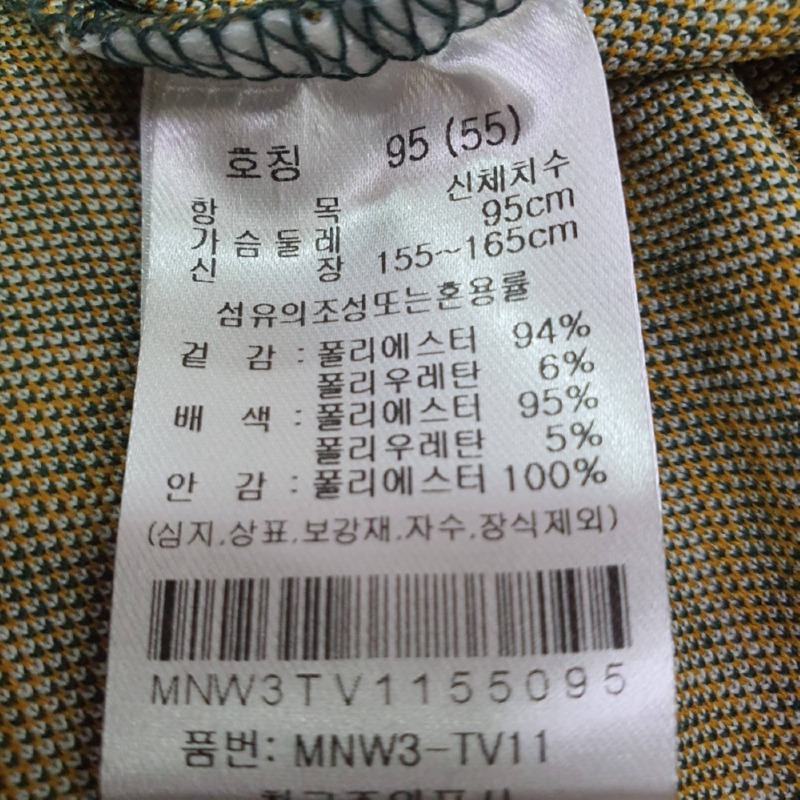 호칭 95 (55)
항 목 신체치수
가슴둘레 95cm
신 장 155~165cm
섬유의조성또는혼용률
겉 감 : 폴리에스터 94%
폴리우레탄 6%
배 색 : 폴리에스터 95%
폴리우레탄 5%
안 감 : 폴리에스터 100%
(심지,상표,보강재,자수,장식제외)
MNW3TV1155095
품번: MNW3-TV11